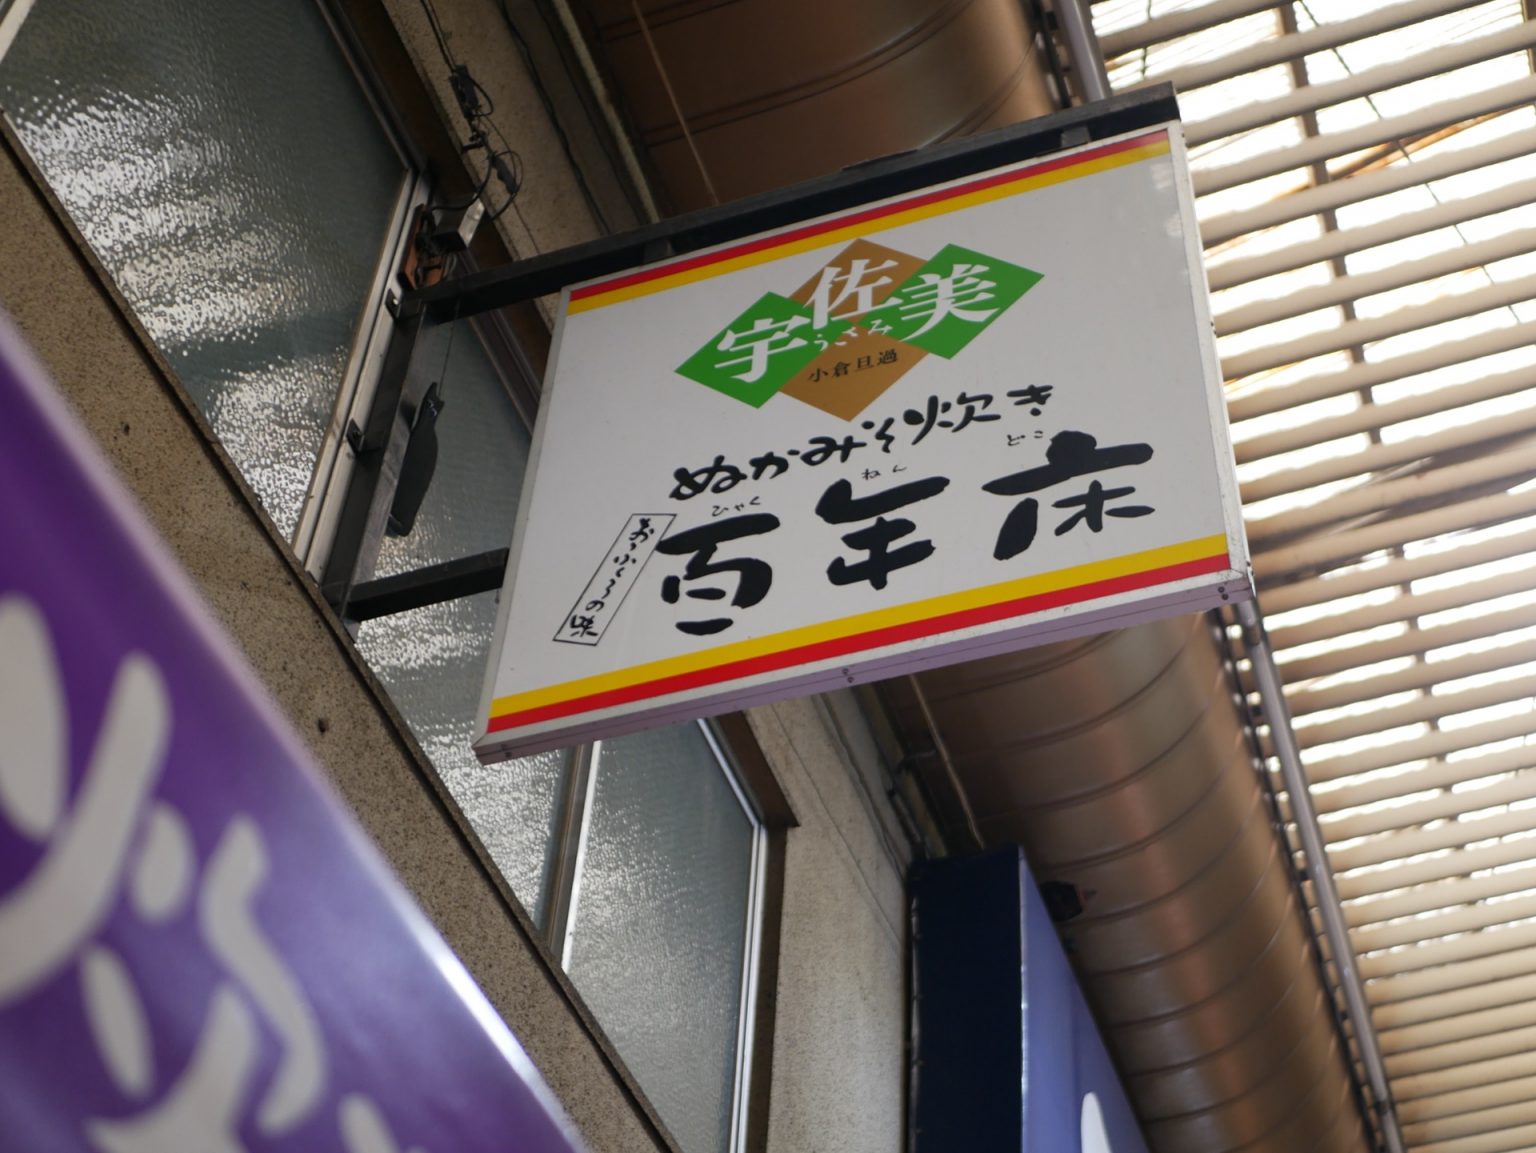 宇佐美
うさみ
小倉旦過
ぬかみそ炊き
ひゃく ねん どこ
百年床
おふくろの味